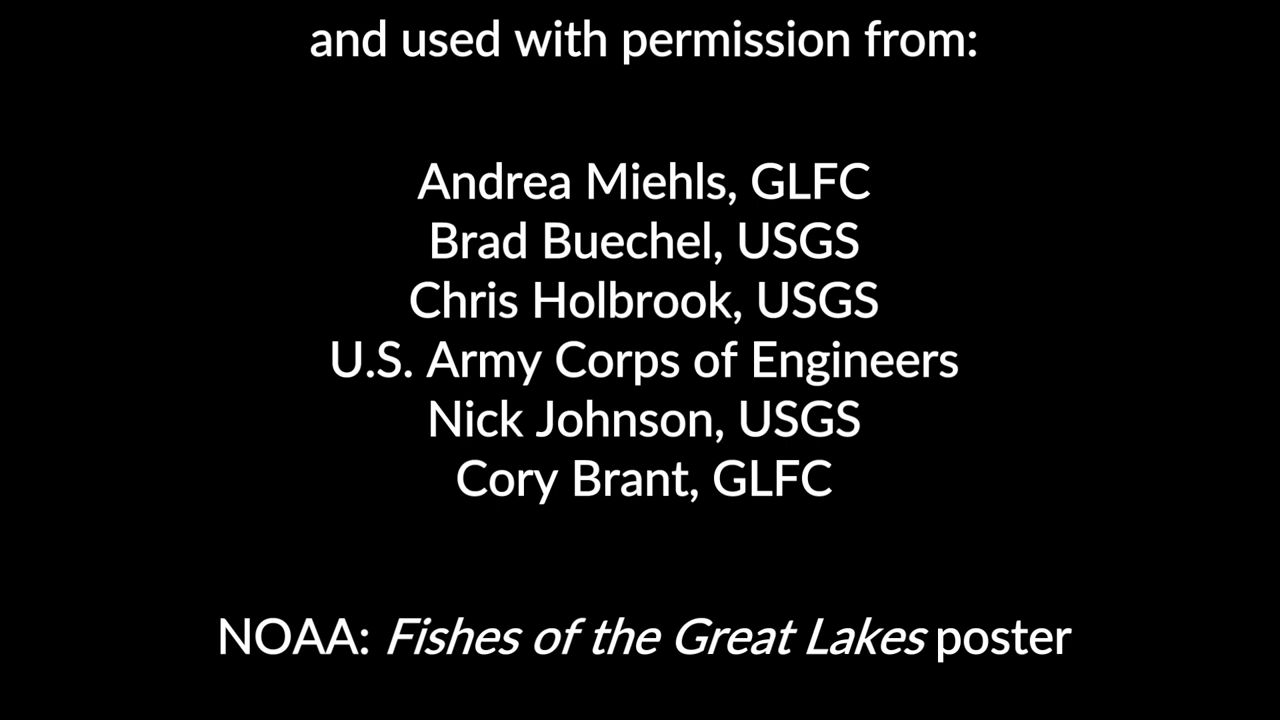 and used with permission from:
Andrea Miehls, GLFC
Brad Buechel, USGS
Chris Holbrook, USGS
U.S. Army Corps of Engineers
Nick Johnson, USGS
Cory Brant, GLFC
NOAA: Fishes of the Great Lakes poster